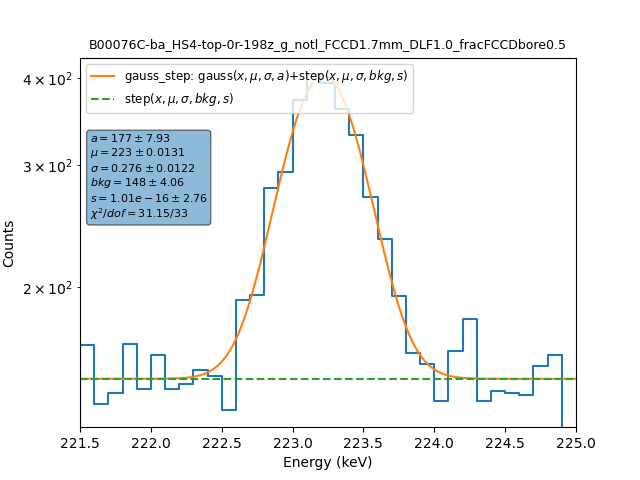 B00076C-ba_HS4-top-0r-198z_g_notl_FCCD1.7mm_DLF1.0_fracFCCDbore0.5
gauss_step: gauss(x, μ, σ, a)+step(x, μ, σ, bkg, s)
step(x, μ, σ, bkg, s)
a = 177 ± 7.93
μ = 223 ± 0.0131
σ = 0.276 ± 0.0122
bkg = 148 ± 4.06
s = 1.01e − 16 ± 2.76
χ²/dof = 31.15/33
4 × 10²
3 × 10²
2 × 10²
Counts
221.5 222.0 222.5 223.0 223.5 224.0 224.5 225.0
Energy (keV)